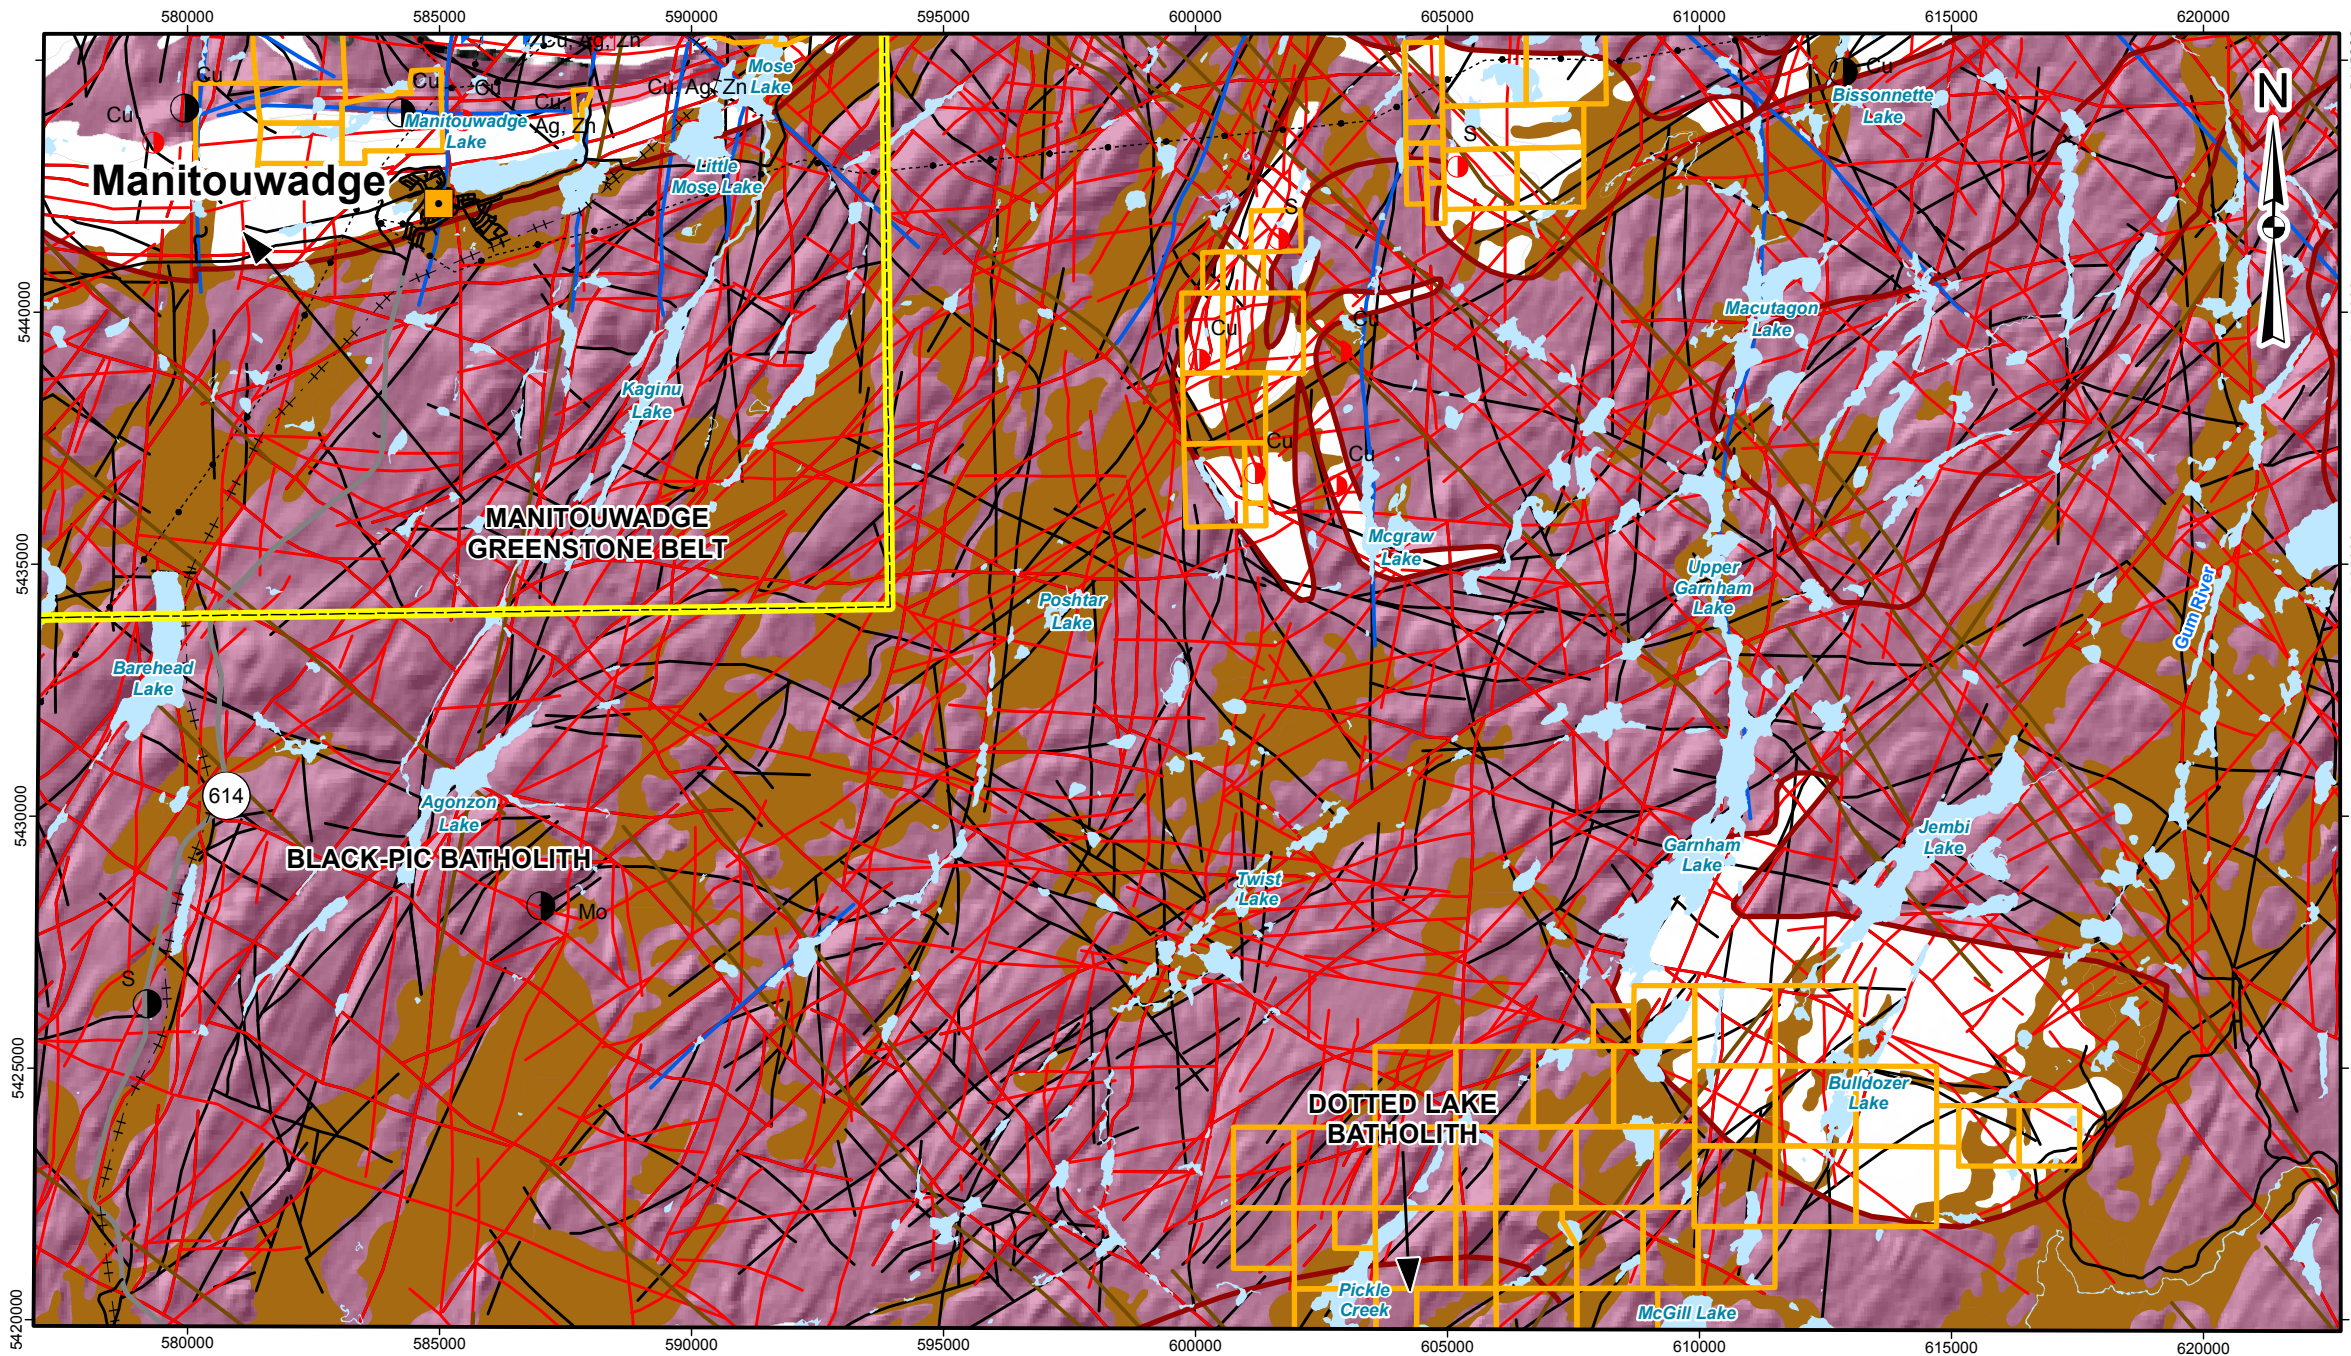 580000 585000 590000 595000 600000 605000 610000 615000 620000
Cu, Ag, Zn
Mose
Lake
Cu
Cu
Cu
Cu, Ag, Zn
Cu
Cu,
Ag, Zn
Cu
Manitouwadge
Lake
Bissonnette
Lake
N
S
Little
Mose Lake
Manitouwadge
S
5440000
Macutagon
Lake
Cu
Cu
Kaginu
Lake
Cu
Cu
MANITOUWADGE
GREENSTONE BELT
Mcgraw
Lake
5435000
Upper
Garnham
Lake
Poshtar
Lake
Gum River
Barehead
Lake
614
5430000
Agonzon
Lake
Jembi
Lake
Garnham
Lake
BLACK-PIC BATHOLITH
Twist
Lake
Mo
S
5425000
Bulldozer
Lake
DOTTED LAKE
BATHOLITH
Pickle
Creek
McGill Lake
5420000
580000 585000 590000 595000 600000 605000 610000 615000 620000